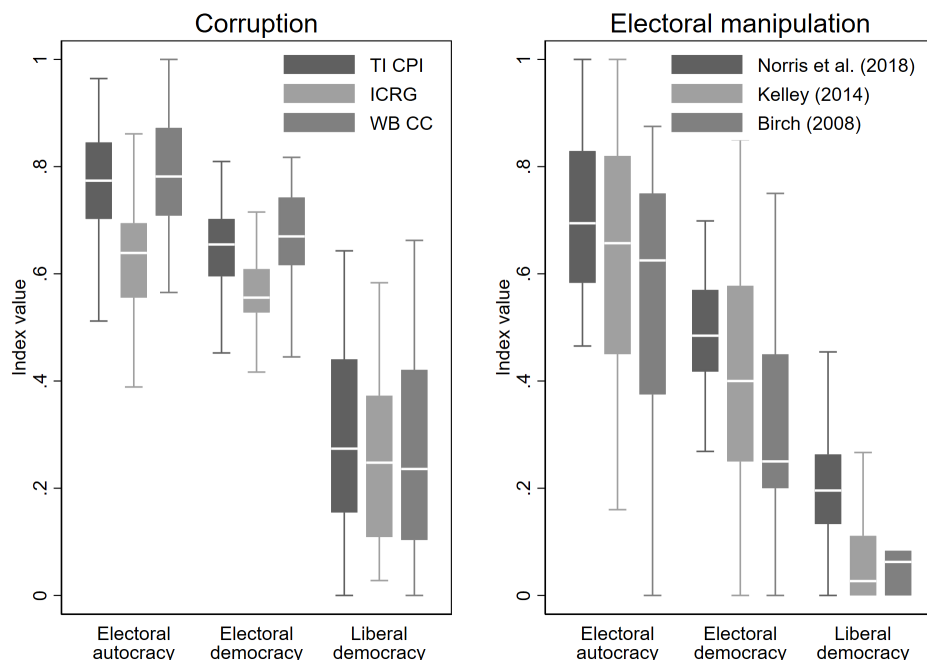 Corruption
TI CPI
ICRG
WB CC
Index value
1
.8
.6
.4
.2
0
Electoral
autocracy
Electoral
democracy
Liberal
democracy
Electoral manipulation
Norris et al. (2018)
Kelley (2014)
Birch (2008)
Index value
1
.8
.6
.4
.2
0
Electoral
autocracy
Electoral
democracy
Liberal
democracy